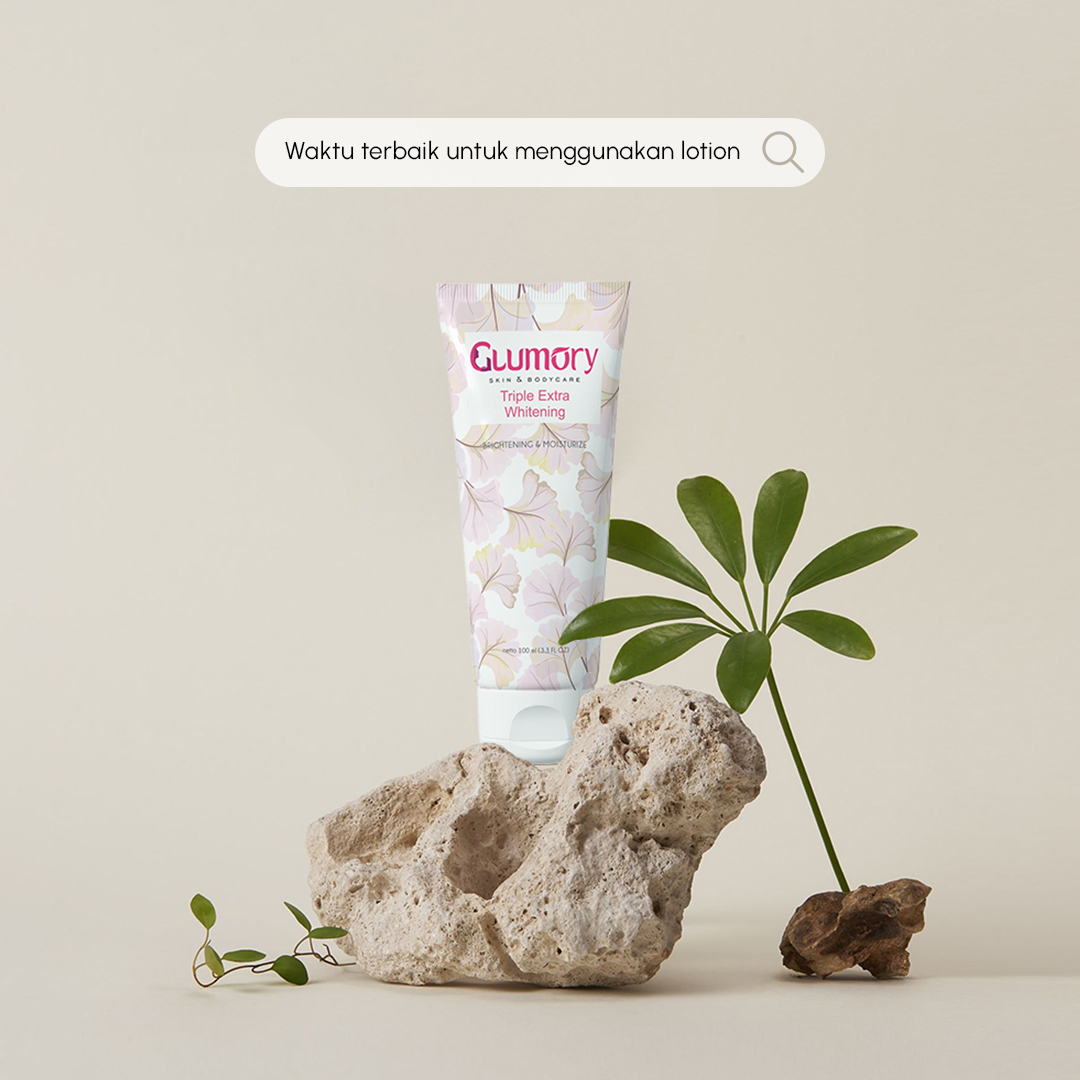 Waktu terbaik untuk menggunakan lotion
GLUMORY
SKIN & BODYCARE
Triple Extra
Whitening
BRIGHTENING & MOISTURIZE
netto 100 ml (3.3 FL OZ)